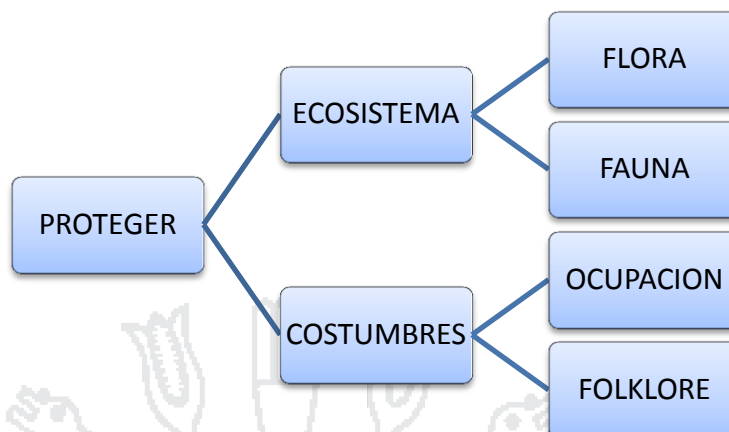 PROTEGER
ECOSISTEMA
FLORA
FAUNA
COSTUMBRES
OCUPACION
FOLKLORE